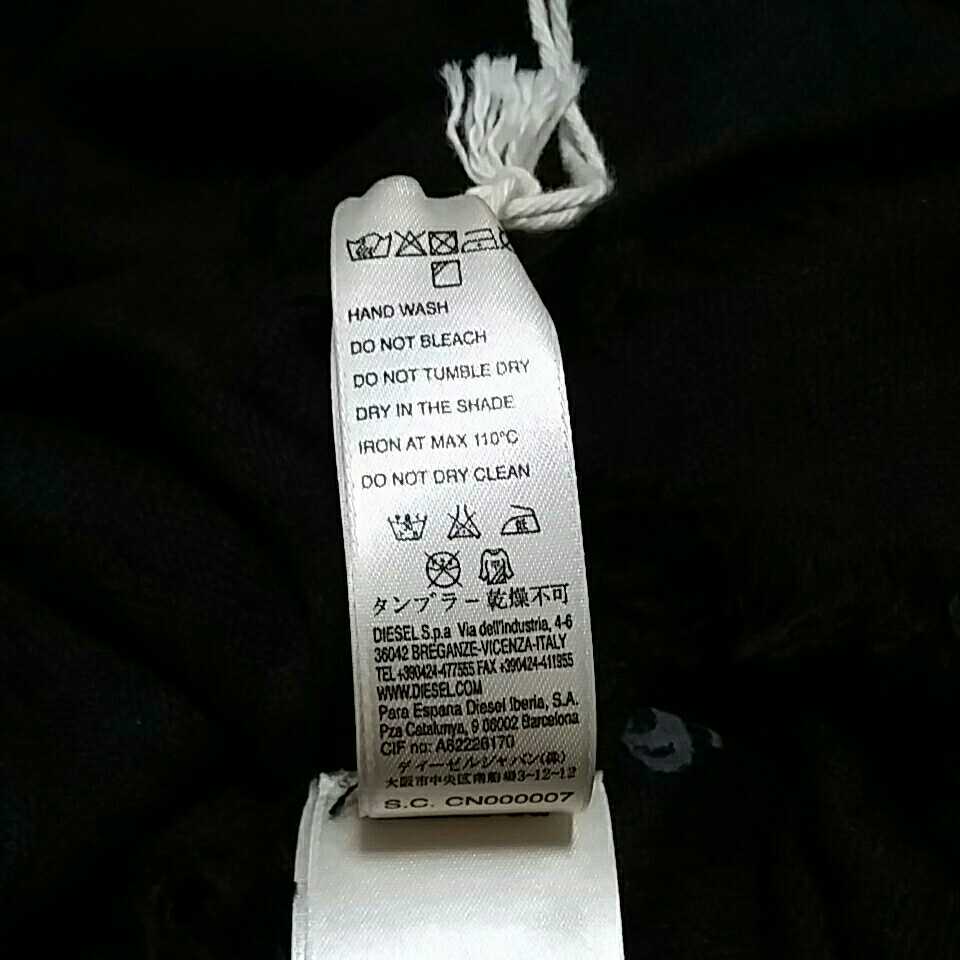 HAND WASH
DO NOT BLEACH
DO NOT TUMBLE DRY
DRY IN THE SHADE
IRON AT MAX 110°C
DO NOT DRY CLEAN
タンブラー乾燥不可
DIESEL S.p.a Via dell'Industria, 4-6
36042 BREGANZE-VICENZA-ITALY
TEL +390424-477555 FAX +390424-411955
WWW.DIESEL.COM
Para Espana Diesel Iberia, S.A.
Pza Catalunya, 9 08002 Barcelona
CIF no: A62226170
ディーゼルジャパン(株)
大阪市中央区南船場3-12-12
S.C. CN000007